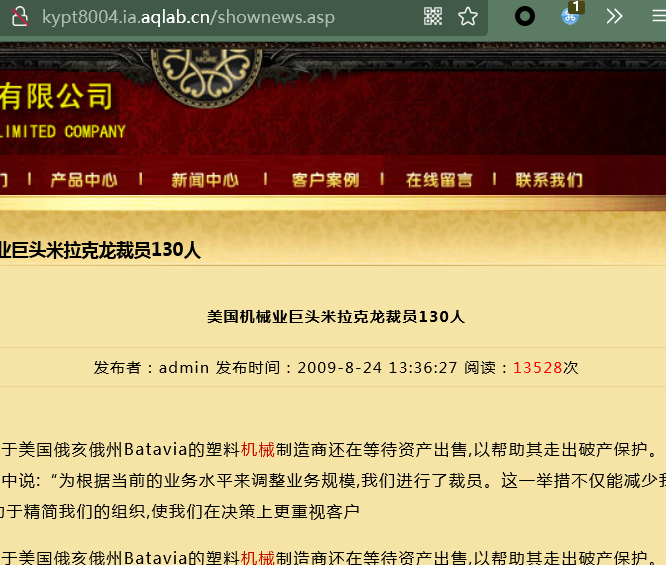 kypt8004.ia.aqlab.cn/shownews.asp
1
MORE
有限公司
LIMITED COMPANY
们 | 产品中心 | 新闻中心 | 客户案例 | 在线留言 | 联系我们
业巨头米拉克龙裁员130人
美国机械业巨头米拉克龙裁员130人
发布者：admin 发布时间：2009-8-24 13:36:27 阅读：13528次
于美国俄亥俄州Batavia的塑料机械制造商还在等待资产出售,以帮助其走出破产保护。
中说:“为根据当前的业务水平来调整业务规模,我们进行了裁员。这一举措不仅能减少我
力于精简我们的组织,使我们在决策上更重视客户
于美国俄亥俄州Batavia的塑料机械制造商还在等待资产出售,以帮助其走出破产保护。